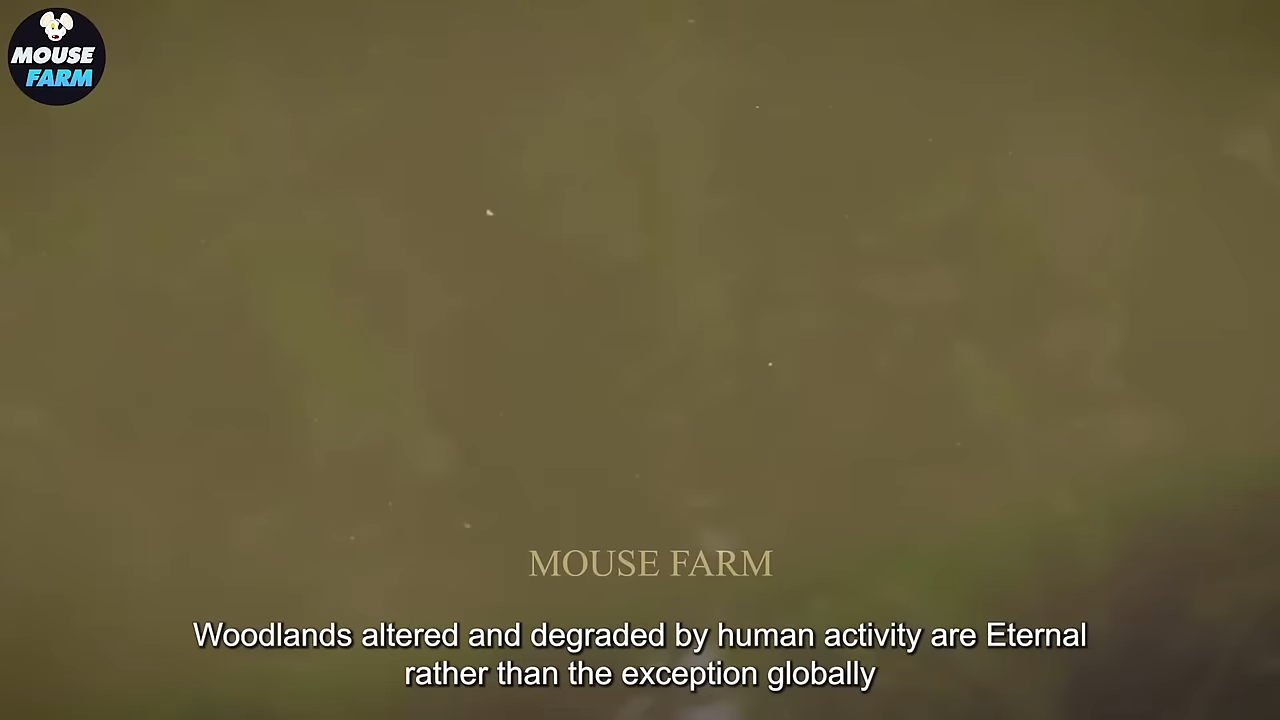 MOUSE
FARM
MOUSE FARM
Woodlands altered and degraded by human activity are Eternal
rather than the exception globally